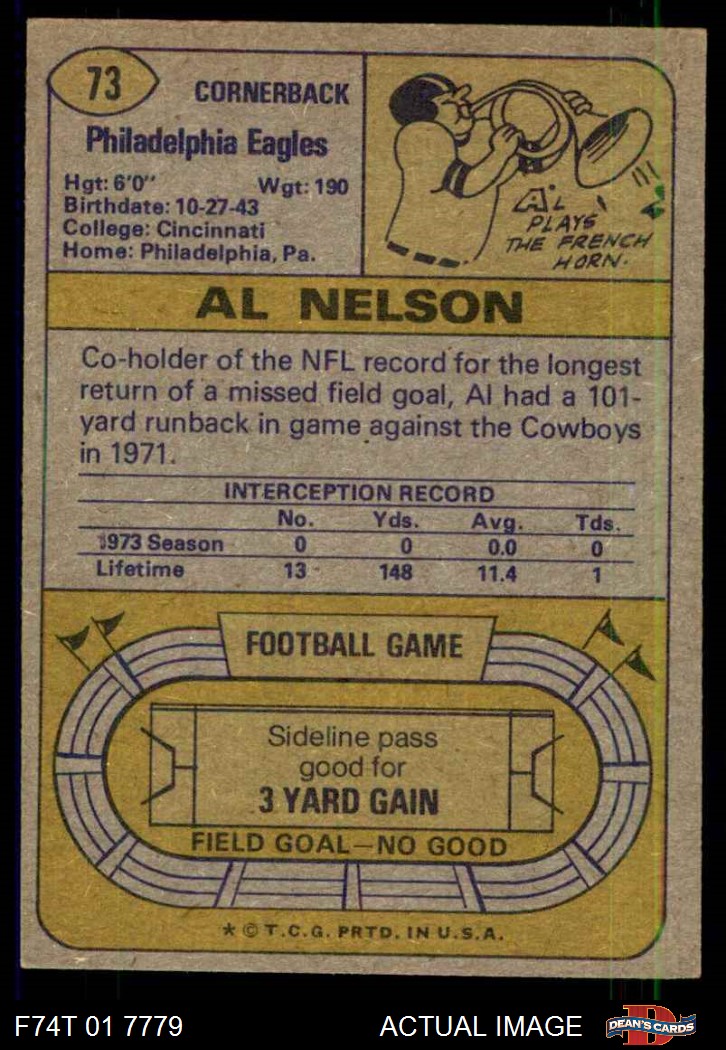 73
CORNERBACK
Philadelphia Eagles
Hgt: 6'0" Wgt: 190
Birthdate: 10-27-43
College: Cincinnati
Home: Philadelphia, Pa.
AL
PLAYS
THE FRENCH
HORN.
AL NELSON
Co-holder of the NFL record for the longest
return of a missed field goal, Al had a 101-
yard runback in game against the Cowboys
in 1971.
INTERCEPTION RECORD
No. Yds. Avg. Tds.
1973 Season 0 0 0.0 0
Lifetime 13 148 11.4 1
FOOTBALL GAME
Sideline pass
good for
3 YARD GAIN
FIELD GOAL—NO GOOD
* © T.C.G. PRTD. IN U.S.A.
F74T 01 7779 ACTUAL IMAGE D DEAN'S CARDS